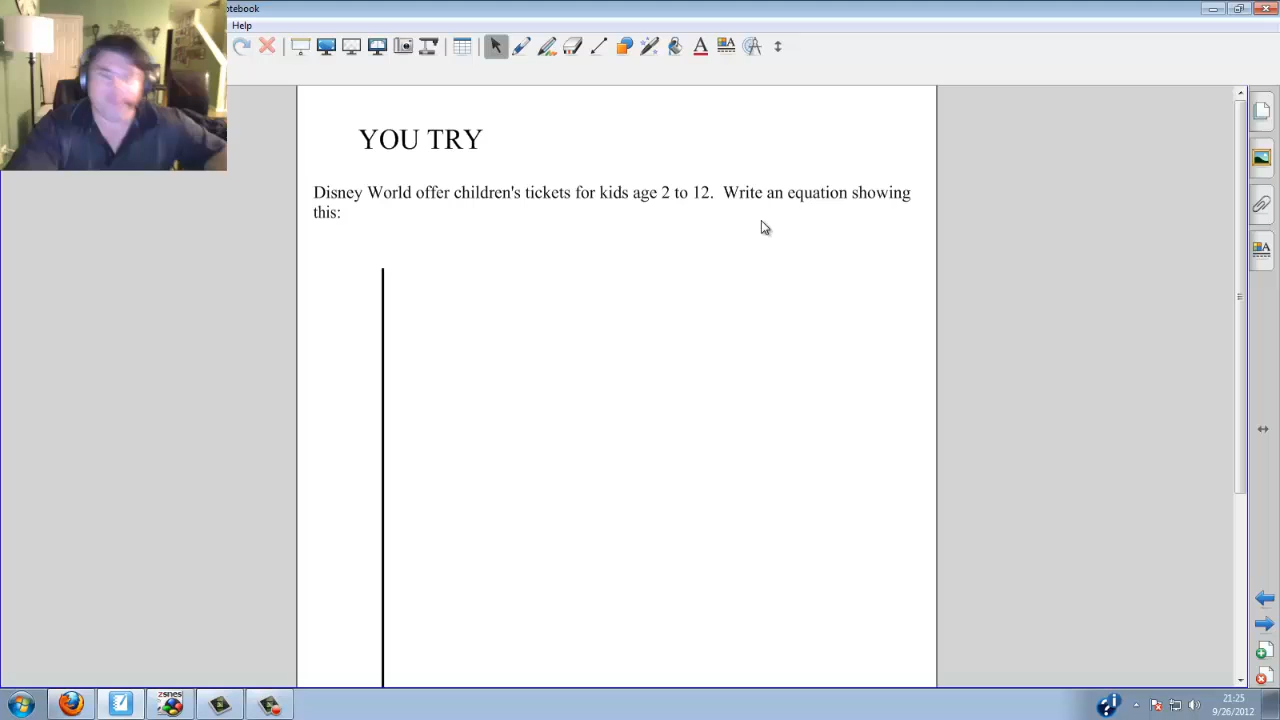 otebook
Help
YOU TRY
Disney World offer children's tickets for kids age 2 to 12.  Write an equation showing
this:
zsnes
21:25
9/26/2012